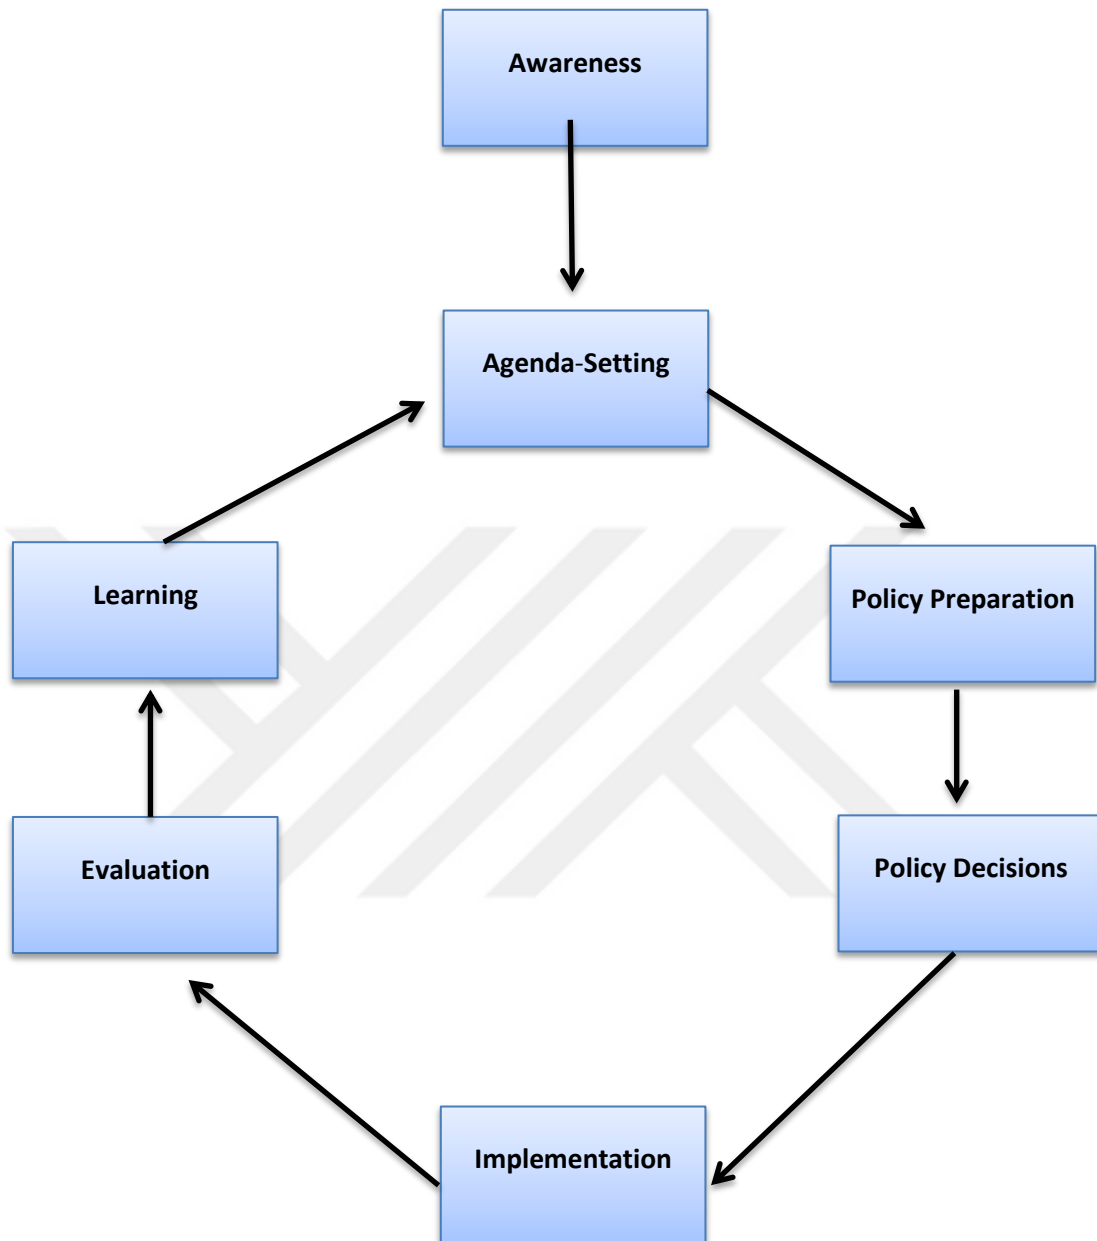 Awareness
Agenda-Setting
Learning
Policy Preparation
Evaluation
Policy Decisions
Implementation